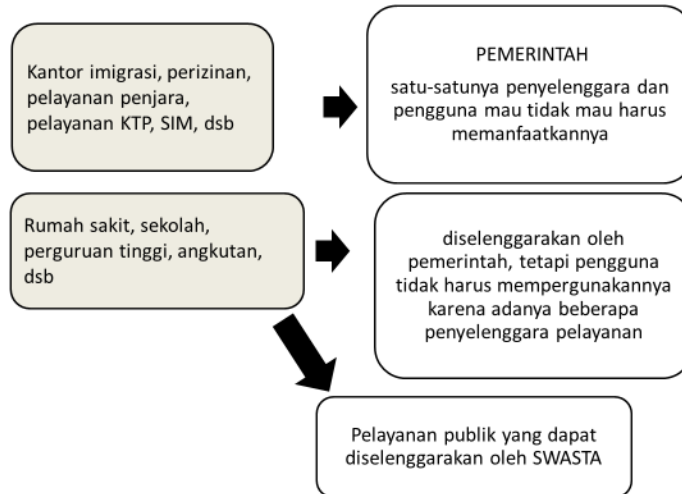 Kantor imigrasi, perizinan,
pelayanan penjara,
pelayanan KTP, SIM, dsb
PEMERINTAH
satu-satunya penyelenggara dan
pengguna mau tidak mau harus
memanfaatkannya
Rumah sakit, sekolah,
perguruan tinggi, angkutan,
dsb
diselenggarakan oleh
pemerintah, tetapi pengguna
tidak harus mempergunakannya
karena adanya beberapa
penyelenggara pelayanan
Pelayanan publik yang dapat
diselenggarakan oleh SWASTA